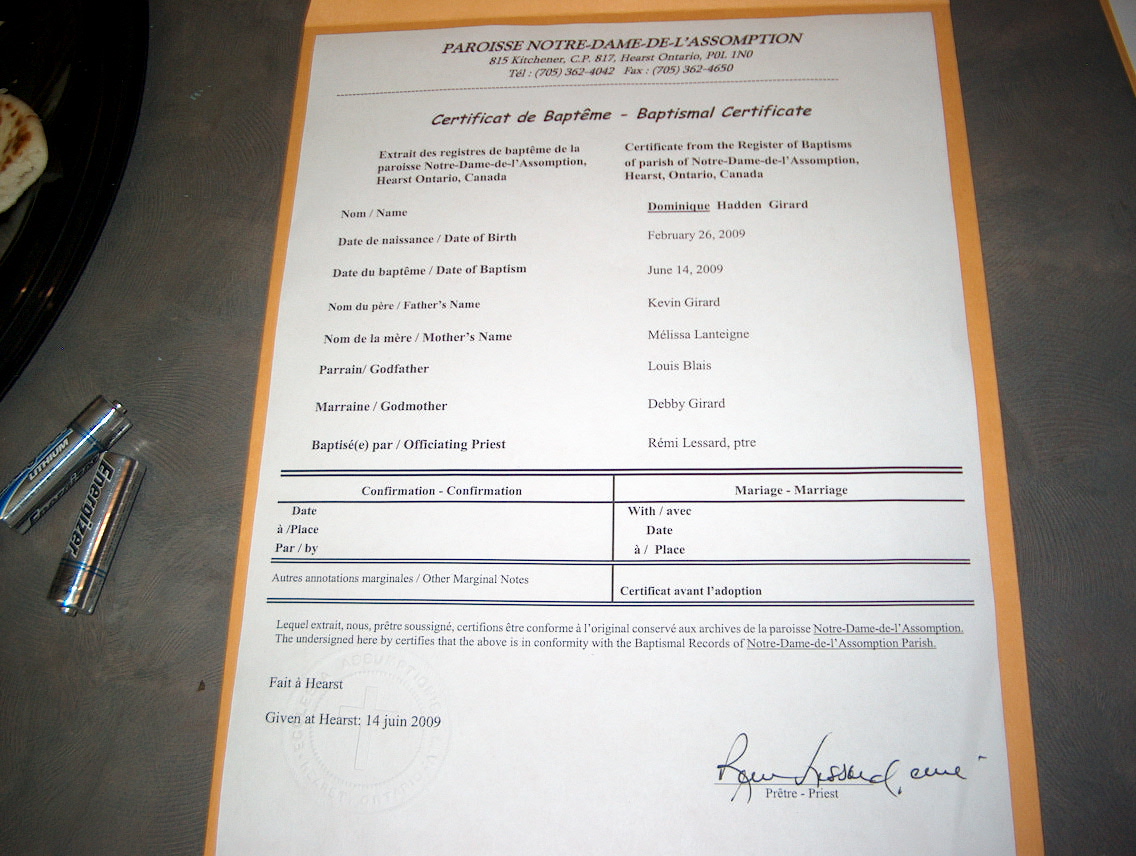 PAROISSE NOTRE-DAME-DE-L'ASSOMPTION
815 Kitchener, C.P. 817, Hearst Ontario, P0L 1N0
Tél : (705) 362-4042 Fax : (705) 362-4650
Certificat de Baptême - Baptismal Certificate
Extrait des registres de baptême de la
paroisse Notre-Dame-de-l'Assomption,
Hearst Ontario, Canada
Certificate from the Register of Baptisms
of parish of Notre-Dame-de-l'Assomption,
Hearst, Ontario, Canada
Nom / Name Dominique Hadden Girard
Date de naissance / Date of Birth February 26, 2009
Date du baptême / Date of Baptism June 14, 2009
Nom du père / Father's Name Kevin Girard
Nom de la mère / Mother's Name Mélissa Lanteigne
Parrain/ Godfather Louis Blais
Marraine / Godmother Debby Girard
Baptisé(e) par / Officiating Priest Rémi Lessard, ptre
Confirmation - Confirmation Mariage - Marriage
Date With / avec
à /Place Date
Par / by à / Place
Autres annotations marginales / Other Marginal Notes
Certificat avant l'adoption
Lequel extrait, nous, prêtre soussigné, certifions être conforme à l'original conservé aux archives de la paroisse Notre-Dame-de-l'Assomption.
The undersigned here by certifies that the above is in conformity with the Baptismal Records of Notre-Dame-de-l'Assomption Parish.
Fait à Hearst
Given at Hearst: 14 juin 2009
Lessard, curé
Prêtre - Priest
LITHIUM
Energizer